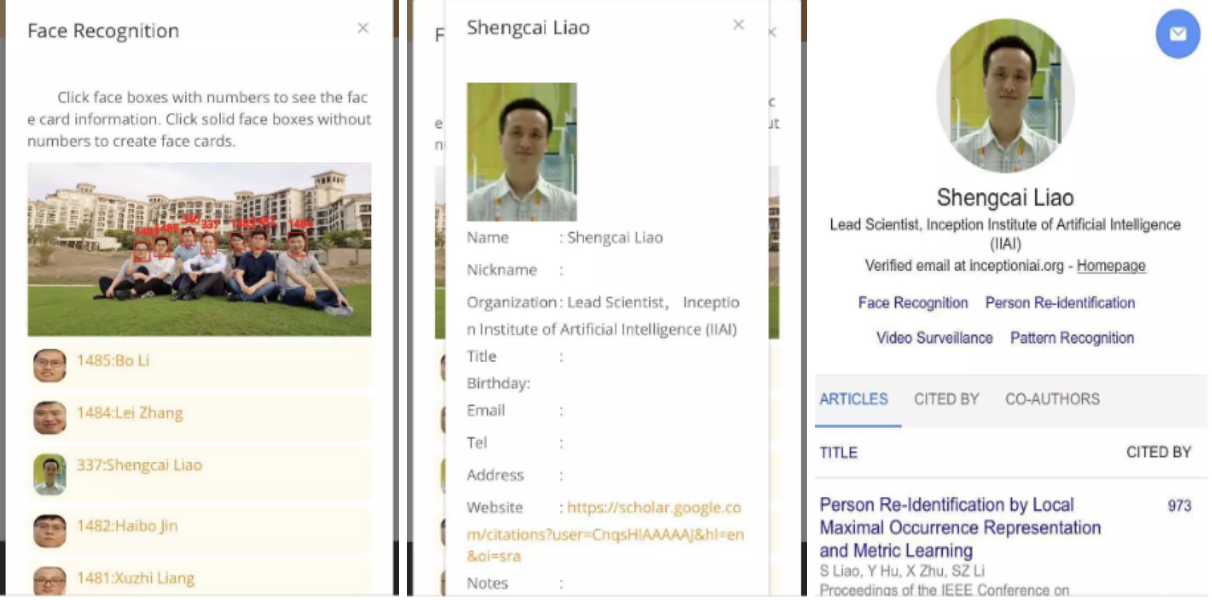 Face Recognition
×
Click face boxes with numbers to see the fac
e card information. Click solid face boxes without
numbers to create face cards.
337
1485:Bo Li
1484:Lei Zhang
337:Shengcai Liao
1482:Haibo Jin
1481:Xuzhi Liang
Shengcai Liao
×
Name : Shengcai Liao
Nickname :
Organization: Lead Scientist, Inceptio
n Institute of Artificial Intelligence (IIAI)
Title :
Birthday:
Email :
Tel :
Address :
Website : https://scholar.google.co
m/citations?user=CnqsHIAAAAAJ&hl=en
&oi=sra
Notes :
Shengcai Liao
Lead Scientist, Inception Institute of Artificial Intelligence
(IIAI)
Verified email at inceptioniai.org - Homepage
Face Recognition Person Re-identification
Video Surveillance Pattern Recognition
ARTICLES CITED BY CO-AUTHORS
TITLE CITED BY
Person Re-Identification by Local 973
Maximal Occurrence Representation
and Metric Learning
S Liao, Y Hu, X Zhu, SZ Li
Proceedings of the IEEE Conference on